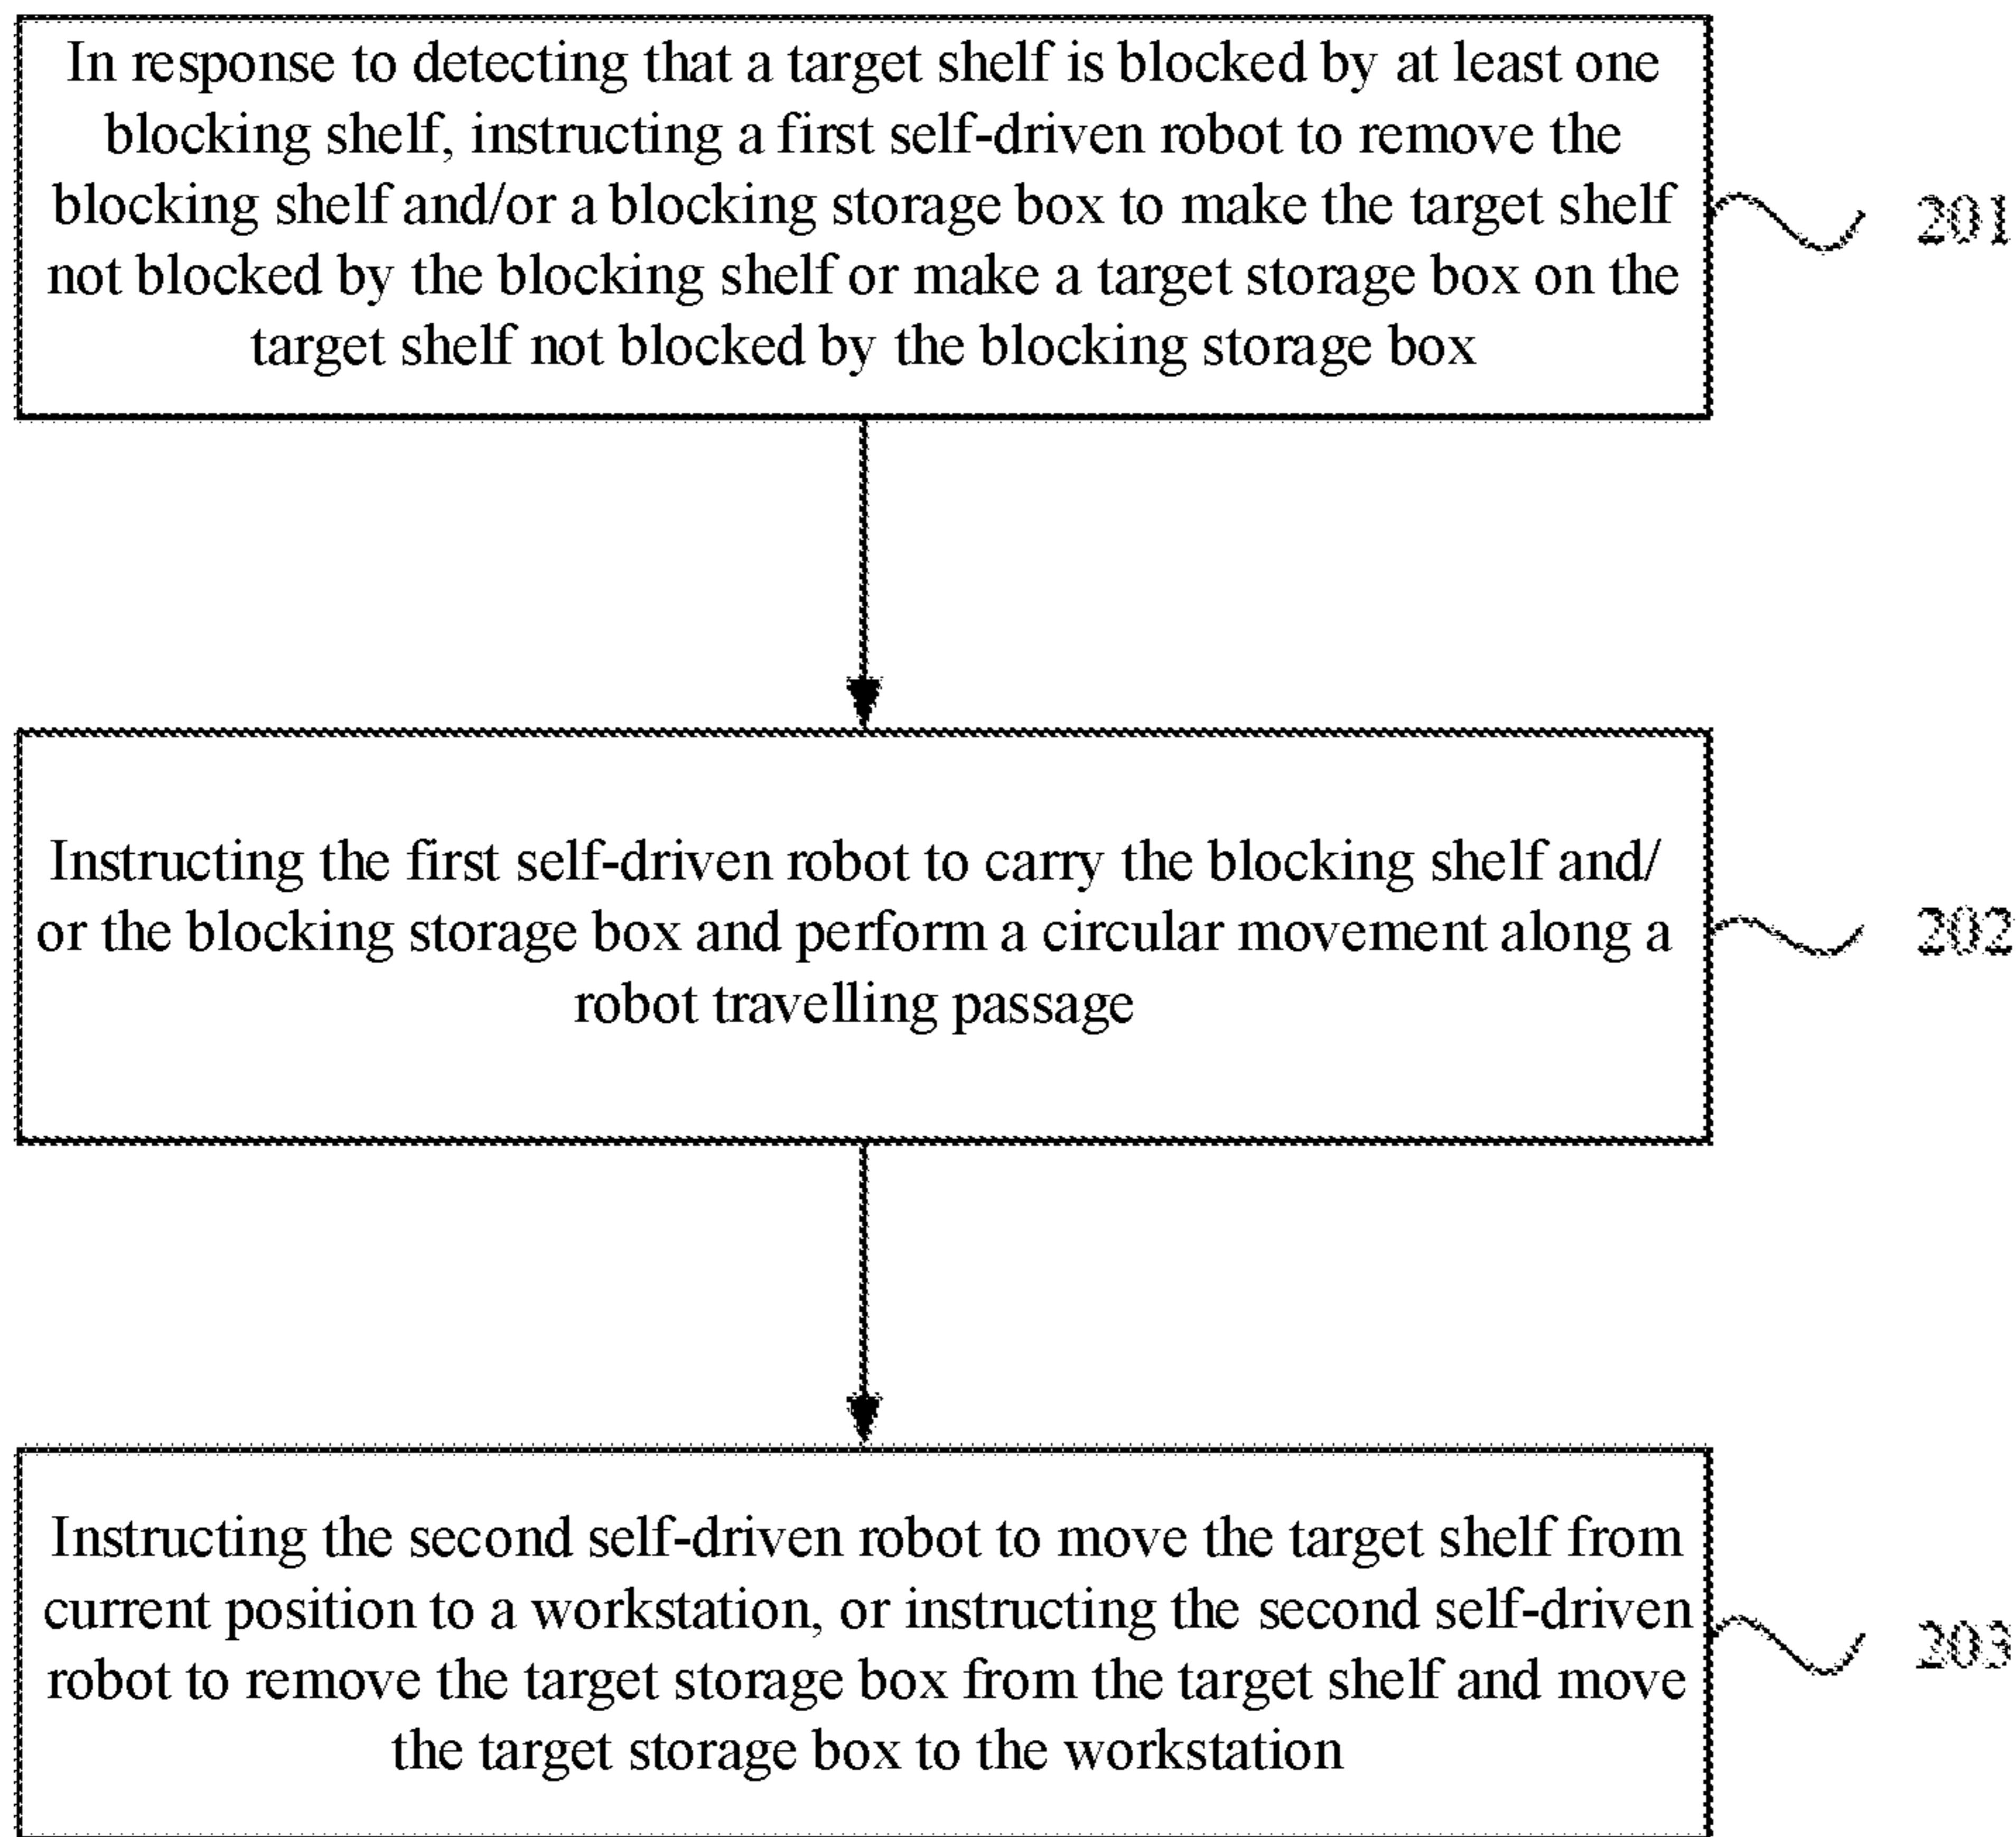 In response to detecting that a target shelf is blocked by at least one
blocking shelf, instructing a first self-driven robot to remove the
blocking shelf and/or a blocking storage box to make the target shelf
not blocked by the blocking shelf or make a target storage box on the
target shelf not blocked by the blocking storage box
201
Instructing the first self-driven robot to carry the blocking shelf and/
or the blocking storage box and perform a circular movement along a
robot travelling passage
202
Instructing the second self-driven robot to move the target shelf from
current position to a workstation, or instructing the second self-driven
robot to remove the target storage box from the target shelf and move
the target storage box to the workstation
203